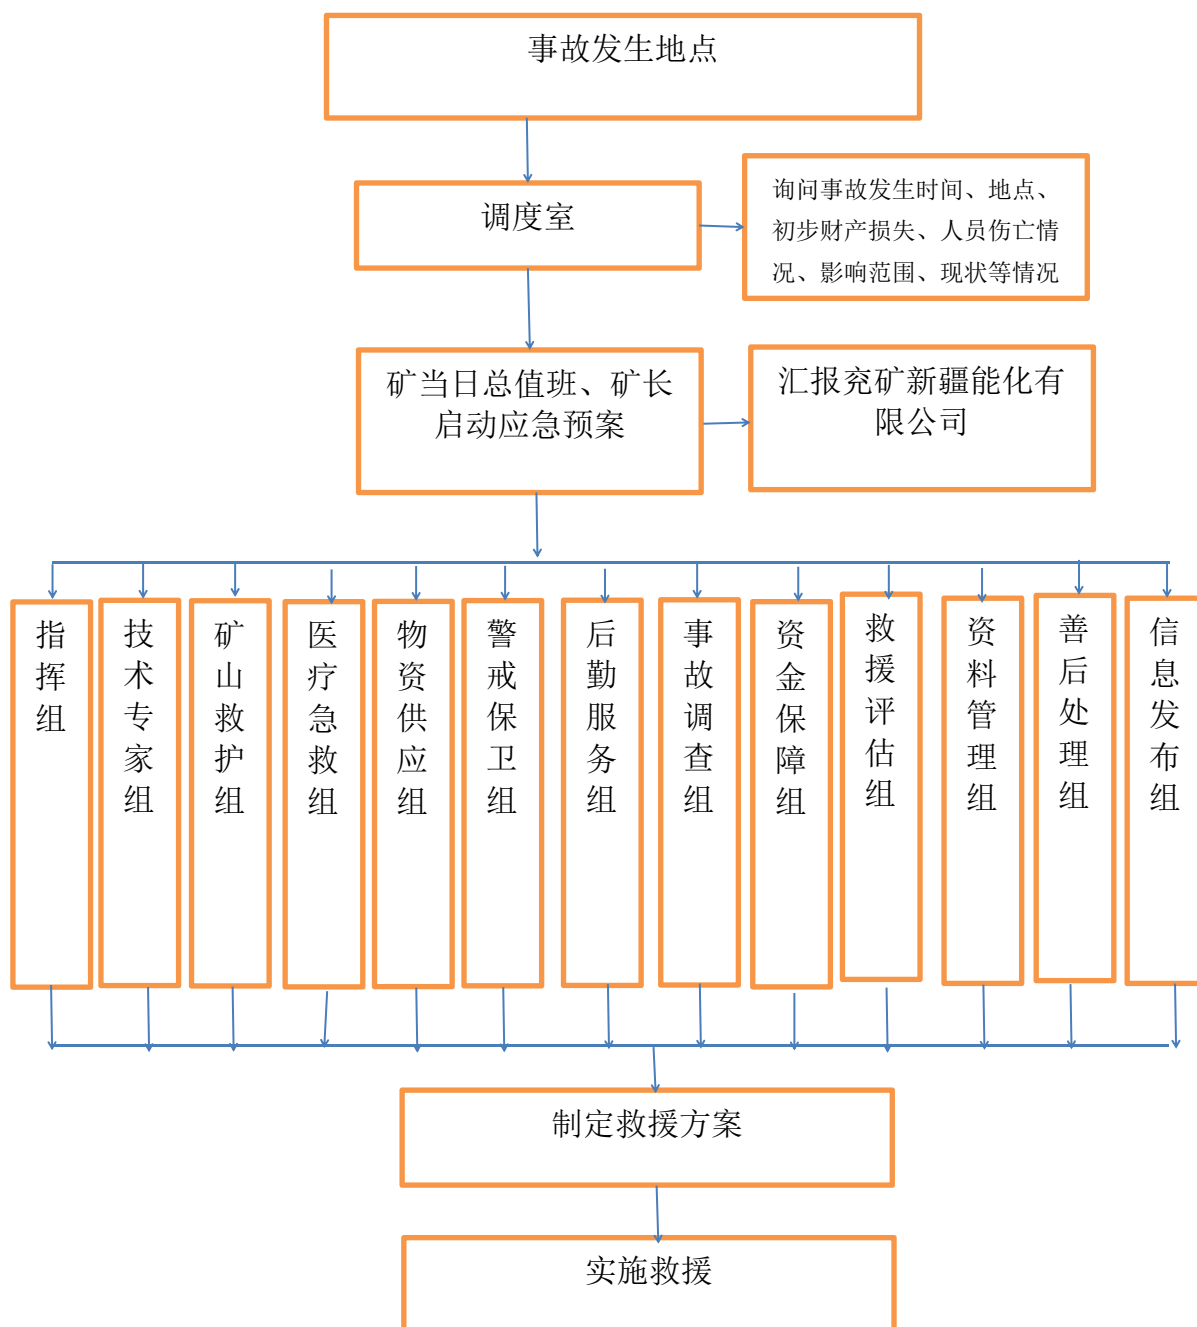 事故发生地点
调度室
询问事故发生时间、地点、
初步财产损失、人员伤亡情
况、影响范围、现状等情况
矿当日总值班、矿长
启动应急预案
汇报兖矿新疆能化有
限公司
指挥组
技术专家组
矿山救护组
医疗急救组
物资供应组
警戒保卫组
后勤服务组
事故调查组
资金保障组
救援评估组
资料管理组
善后处理组
信息发布组
制定救援方案
实施救援